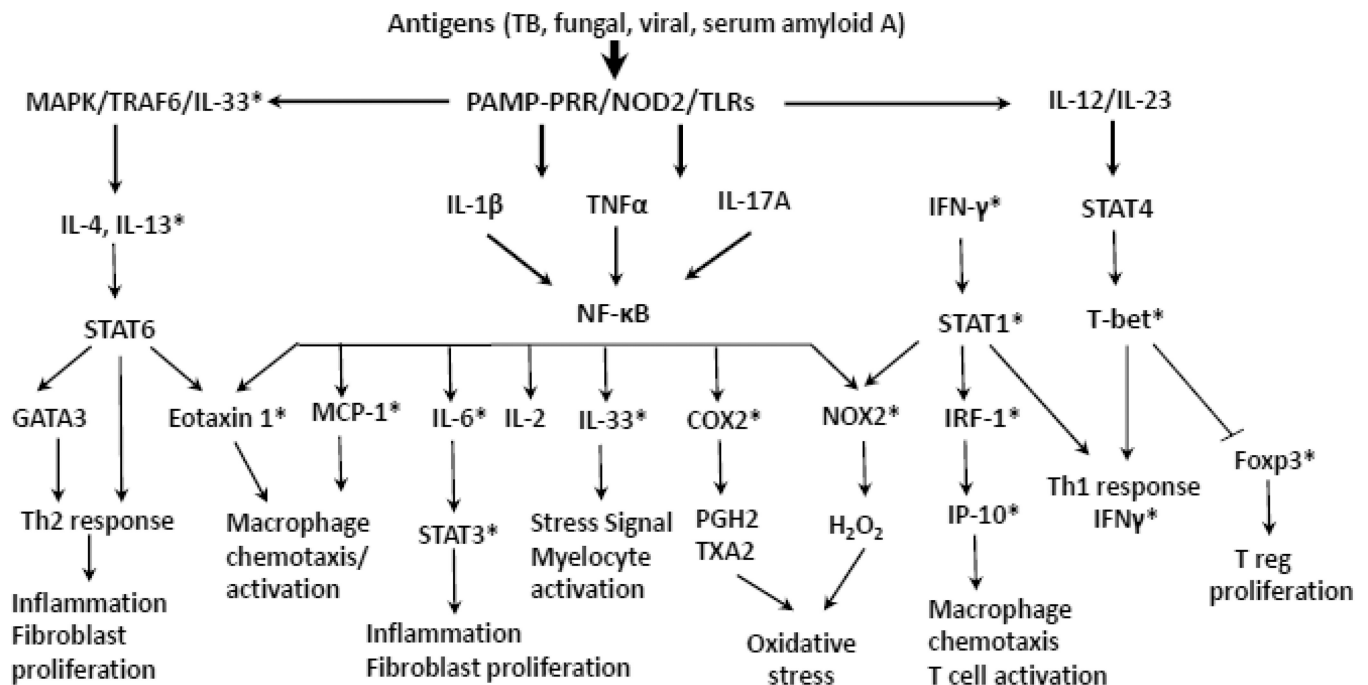 Antigens (TB, fungal, viral, serum amyloid A)
MAPK/TRAF6/IL-33*
PAMP-PRR/NOD2/TLRs
IL-12/IL-23
IL-4, IL-13*
IL-1β
TNFα
IL-17A
IFN-γ*
STAT4
STAT6
NF-κB
STAT1*
T-bet*
GATA3
Eotaxin 1*
MCP-1*
IL-6*
IL-2
IL-33*
COX2*
NOX2*
IRF-1*
Foxp3*
Th2 response
Macrophage
chemotaxis/
activation
STAT3*
Stress Signal
Myelocyte
activation
PGH2
TXA2
H₂O₂
IP-10*
Th1 response
IFNγ*
T reg
proliferation
Inflammation
Fibroblast
proliferation
Inflammation
Fibroblast proliferation
Oxidative
stress
Macrophage
chemotaxis
T cell activation